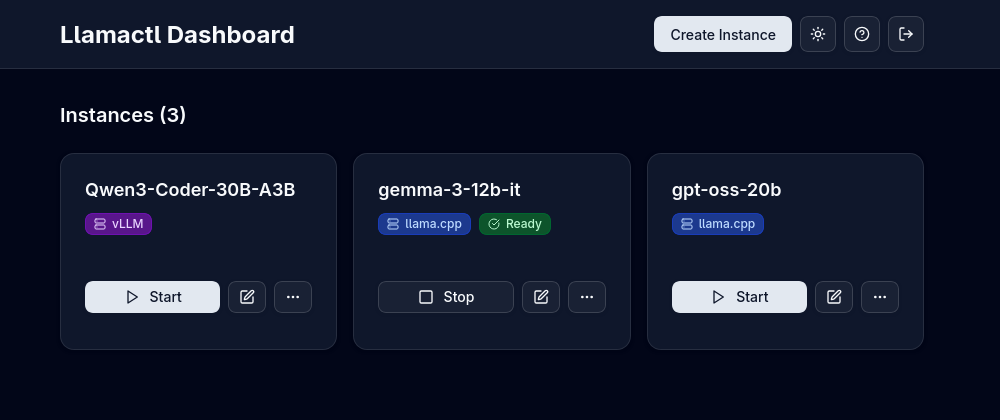 Llamactl Dashboard
Create Instance
Instances (3)
Qwen3-Coder-30B-A3B
vLLM
Start
gemma-3-12b-it
llama.cpp
Ready
Stop
gpt-oss-20b
llama.cpp
Start